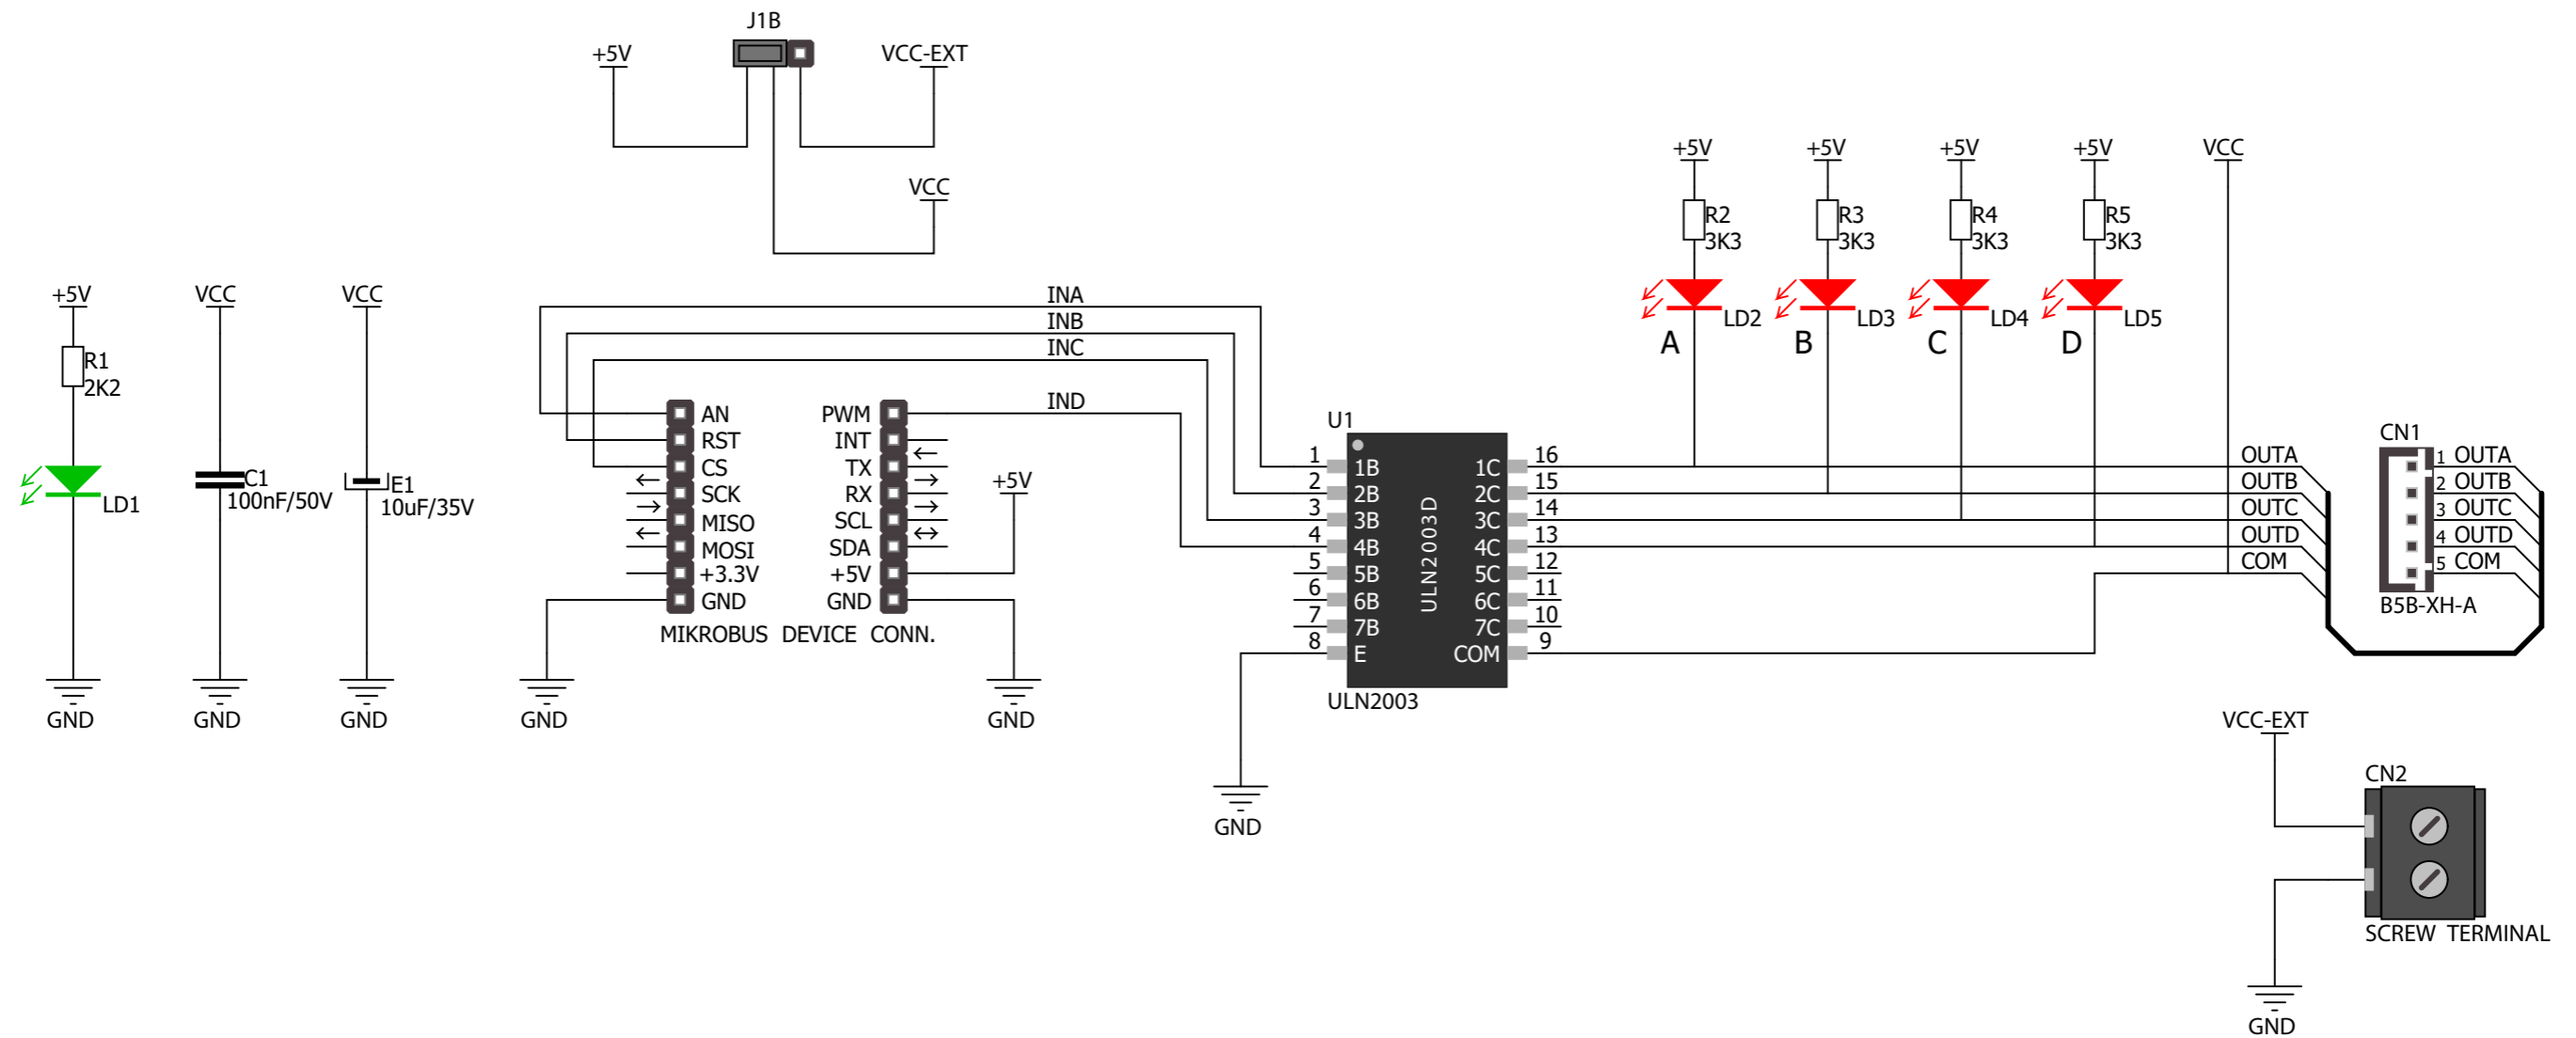 J1B
+5V
VCC-EXT
VCC
+5V
R1
2K2
LD1
GND
VCC
C1
100nF/50V
GND
VCC
E1
10uF/35V
GND
INA
INB
INC
IND
AN
RST
CS
SCK
MISO
MOSI
+3.3V
GND
PWM
INT
TX
RX
SCL
SDA
+5V
GND
MIKROBUS DEVICE CONN.
GND
+5V
GND
U1
1
2
3
4
5
6
7
8
1B
2B
3B
4B
5B
6B
7B
E
ULN2003D
1C
2C
3C
4C
5C
6C
7C
COM
16
15
14
13
12
11
10
9
ULN2003
GND
+5V
R2
3K3
LD2
A
+5V
R3
3K3
LD3
B
+5V
R4
3K3
LD4
C
+5V
R5
3K3
LD5
D
VCC
OUTA
OUTB
OUTC
OUTD
COM
CN1
1 OUTA
2 OUTB
3 OUTC
4 OUTD
5 COM
B5B-XH-A
VCC-EXT
CN2
SCREW TERMINAL
GND